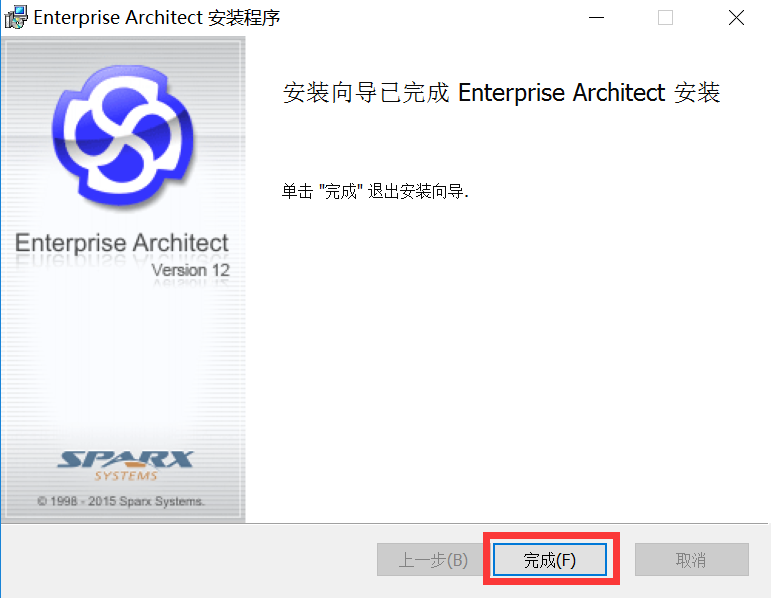 Enterprise Architect 安装程序
安装向导已完成 Enterprise Architect 安装
单击 "完成" 退出安装向导.
Enterprise Architect
Version 12
SPARX
SYSTEMS
© 1998 - 2015 Sparx Systems.
上一步(B)
完成(F)
取消